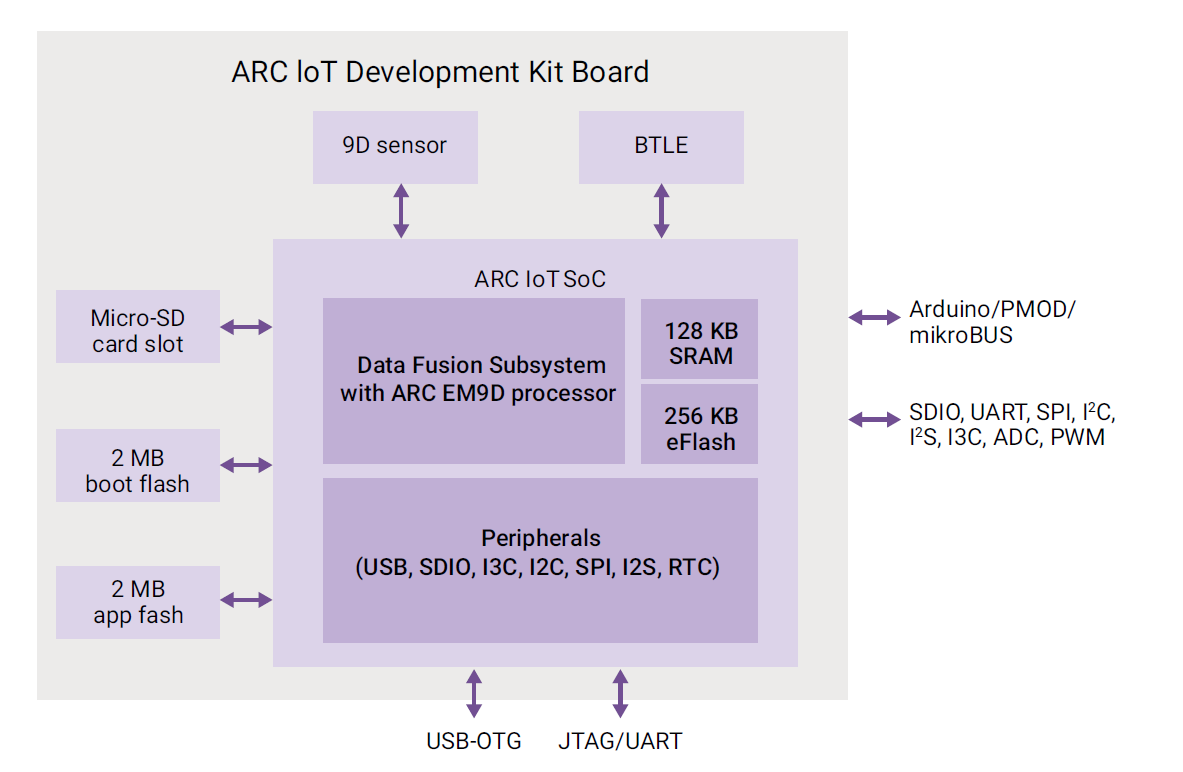 ARC IoT Development Kit Board
9D sensor
BTLE
ARC IoT SoC
Micro-SD
card slot
Data Fusion Subsystem
with ARC EM9D processor
128 KB
SRAM
256 KB
eFlash
Arduino/PMOD/
mikroBUS
SDIO, UART, SPI, I²C,
I²S, I3C, ADC, PWM
2 MB
boot flash
Peripherals
(USB, SDIO, I3C, I2C, SPI, I2S, RTC)
2 MB
app fash
USB-OTG
JTAG/UART